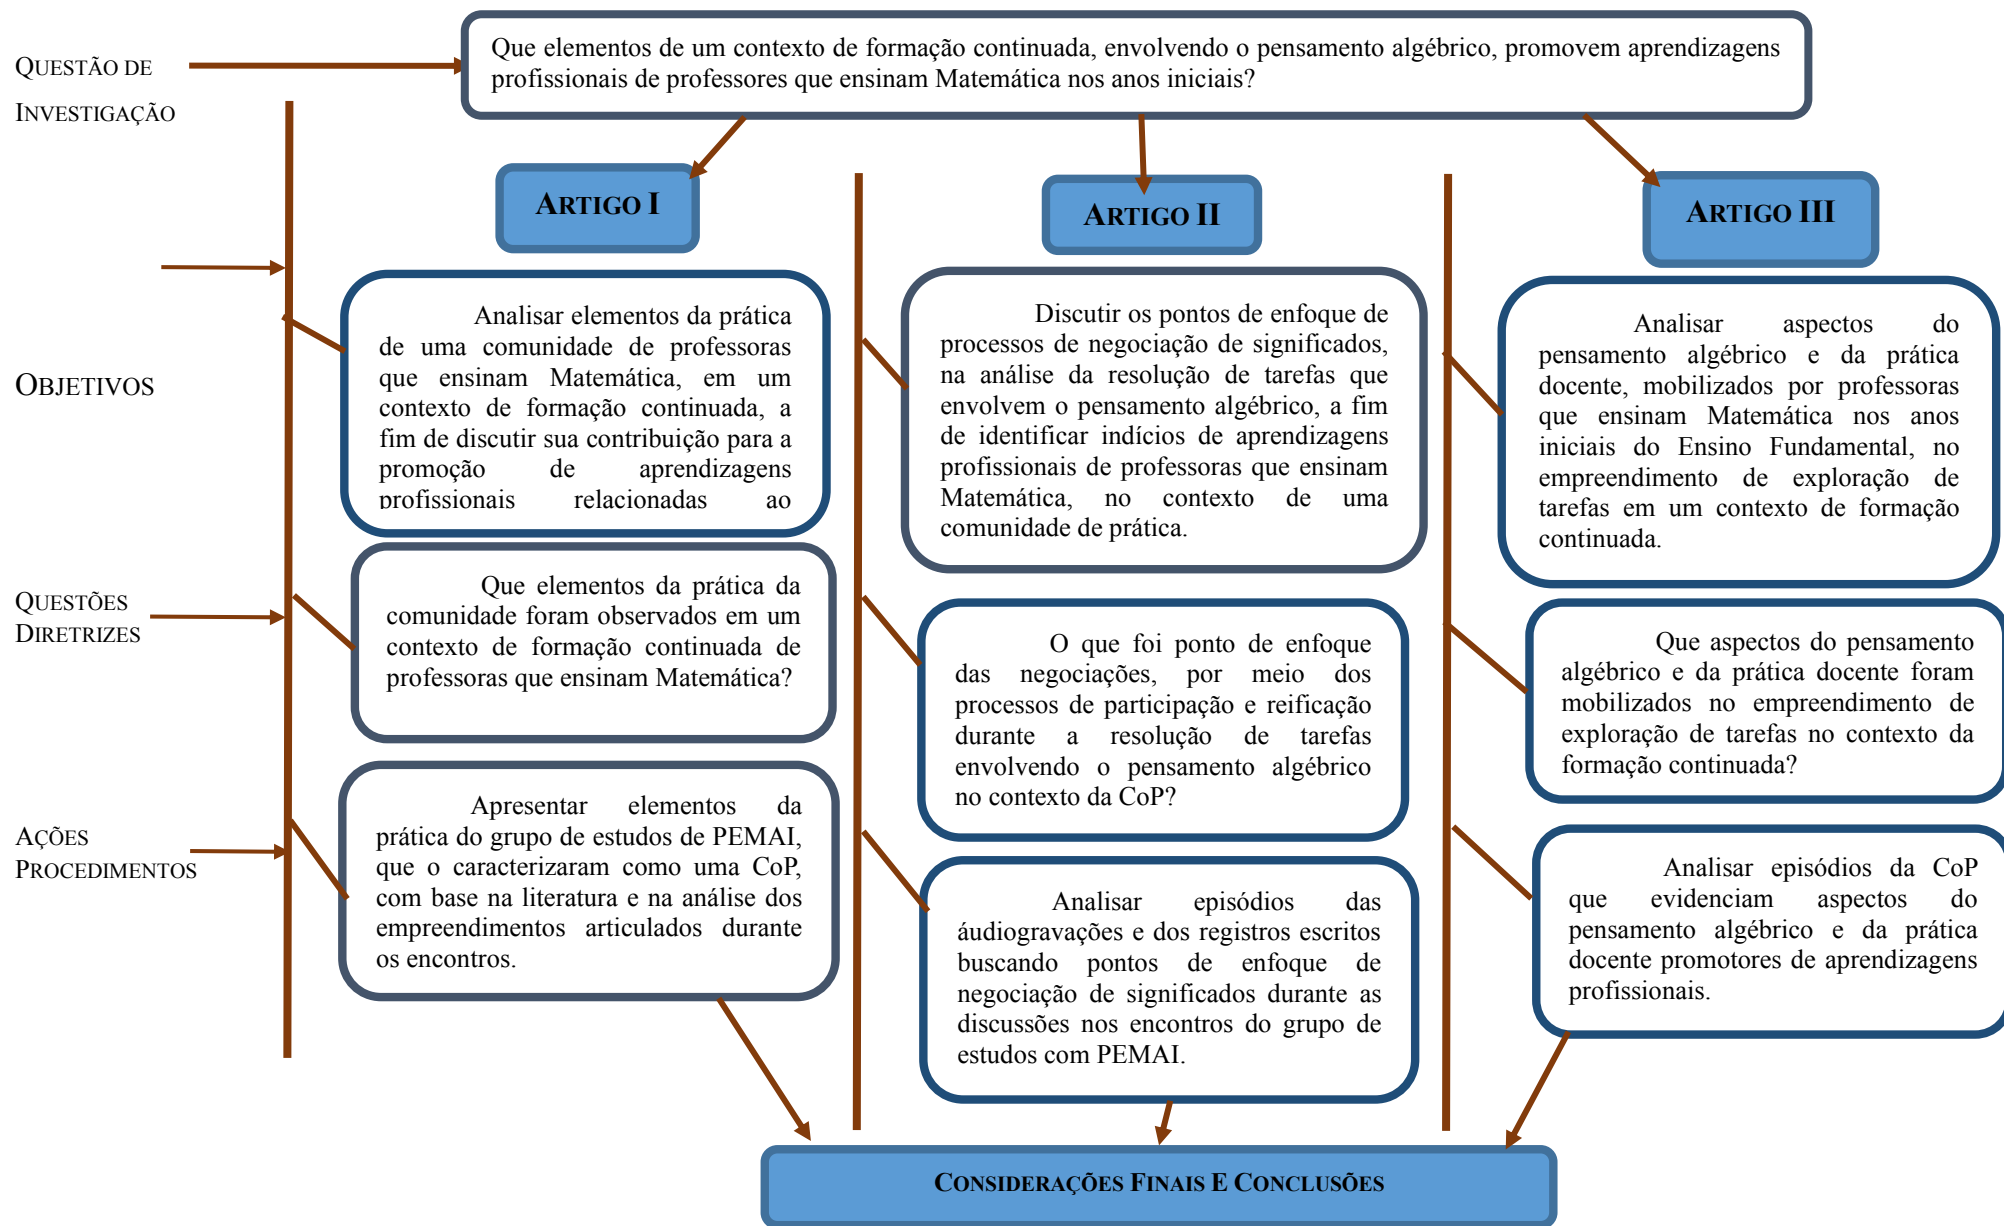 QUESTÃO DE
INVESTIGAÇÃO
Que elementos de um contexto de formação continuada, envolvendo o pensamento algébrico, promovem aprendizagens
profissionais de professores que ensinam Matemática nos anos iniciais?
ARTIGO I
ARTIGO II
ARTIGO III
OBJETIVOS
Analisar elementos da prática
de uma comunidade de professoras
que ensinam Matemática, em um
contexto de formação continuada, a
fim de discutir sua contribuição para a
promoção de aprendizagens
profissionais relacionadas ao
Discutir os pontos de enfoque de
processos de negociação de significados,
na análise da resolução de tarefas que
envolvem o pensamento algébrico, a fim
de identificar indícios de aprendizagens
profissionais de professoras que ensinam
Matemática, no contexto de uma
comunidade de prática.
Analisar aspectos do
pensamento algébrico e da prática
docente, mobilizados por professoras
que ensinam Matemática nos anos
iniciais do Ensino Fundamental, no
empreendimento de exploração de
tarefas em um contexto de formação
continuada.
QUESTÕES
DIRETRIZES
Que elementos da prática da
comunidade foram observados em um
contexto de formação continuada de
professoras que ensinam Matemática?
O que foi ponto de enfoque
das negociações, por meio dos
processos de participação e reificação
durante a resolução de tarefas
envolvendo o pensamento algébrico
no contexto da CoP?
Que aspectos do pensamento
algébrico e da prática docente foram
mobilizados no empreendimento de
exploração de tarefas no contexto da
formação continuada?
AÇÕES
PROCEDIMENTOS
Apresentar elementos da
prática do grupo de estudos de PEMAI,
que o caracterizaram como uma CoP,
com base na literatura e na análise dos
empreendimentos articulados durante
os encontros.
Analisar episódios das
áudiogravações e dos registros escritos
buscando pontos de enfoque de
negociação de significados durante as
discussões nos encontros do grupo de
estudos com PEMAI.
Analisar episódios da CoP
que evidenciam aspectos do
pensamento algébrico e da prática
docente promotores de aprendizagens
profissionais.
CONSIDERAÇÕES FINAIS E CONCLUSÕES